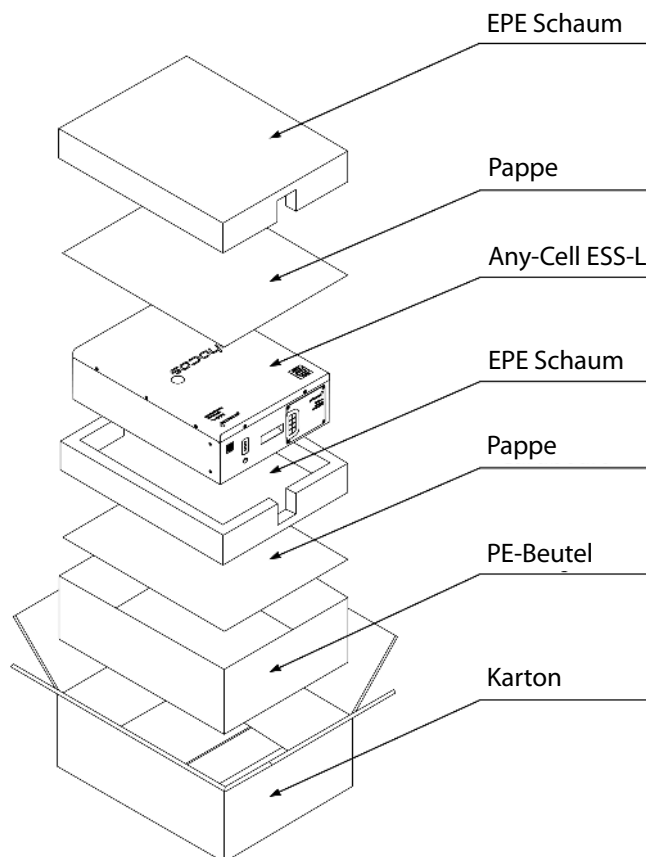 EPE Schaum
Pappe
Any-Cell ESS-L
EPE Schaum
Pappe
PE-Beutel
Karton